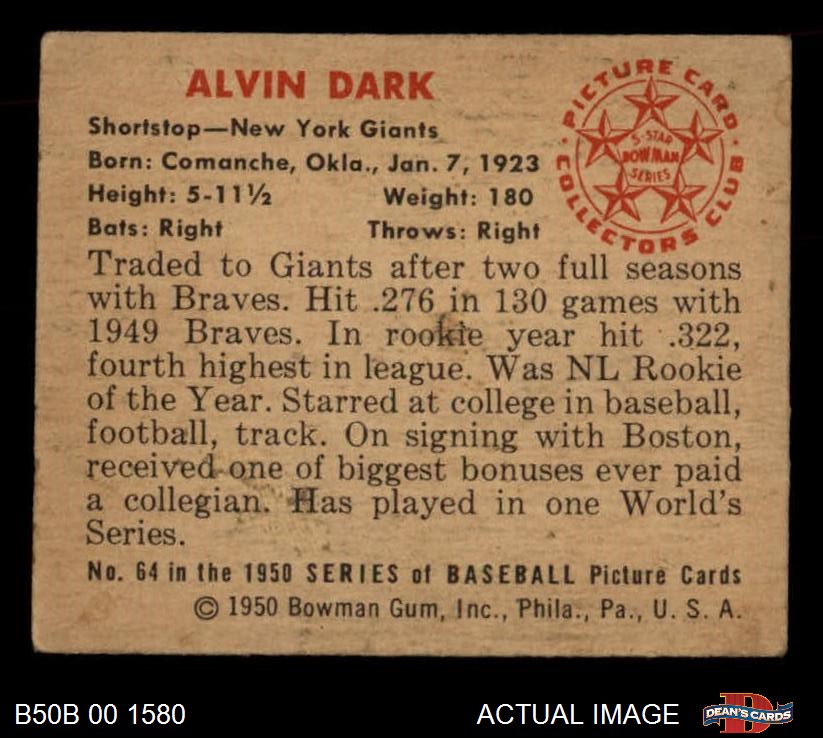 ALVIN DARK
Shortstop—New York Giants
Born: Comanche, Okla., Jan. 7, 1923
Height: 5-11½ Weight: 180
Bats: Right Throws: Right
PICTURE CARD
COLLECTORS CLUB
5-STAR
BOWMAN
SERIES
Traded to Giants after two full seasons
with Braves. Hit .276 in 130 games with
1949 Braves. In rookie year hit .322,
fourth highest in league. Was NL Rookie
of the Year. Starred at college in baseball,
football, track. On signing with Boston,
received one of biggest bonuses ever paid
a collegian. Has played in one World's
Series.
No. 64 in the 1950 SERIES of BASEBALL Picture Cards
© 1950 Bowman Gum, Inc., Phila., Pa., U. S. A.
B50B 00 1580
ACTUAL IMAGE
D
DEAN'S CARDS